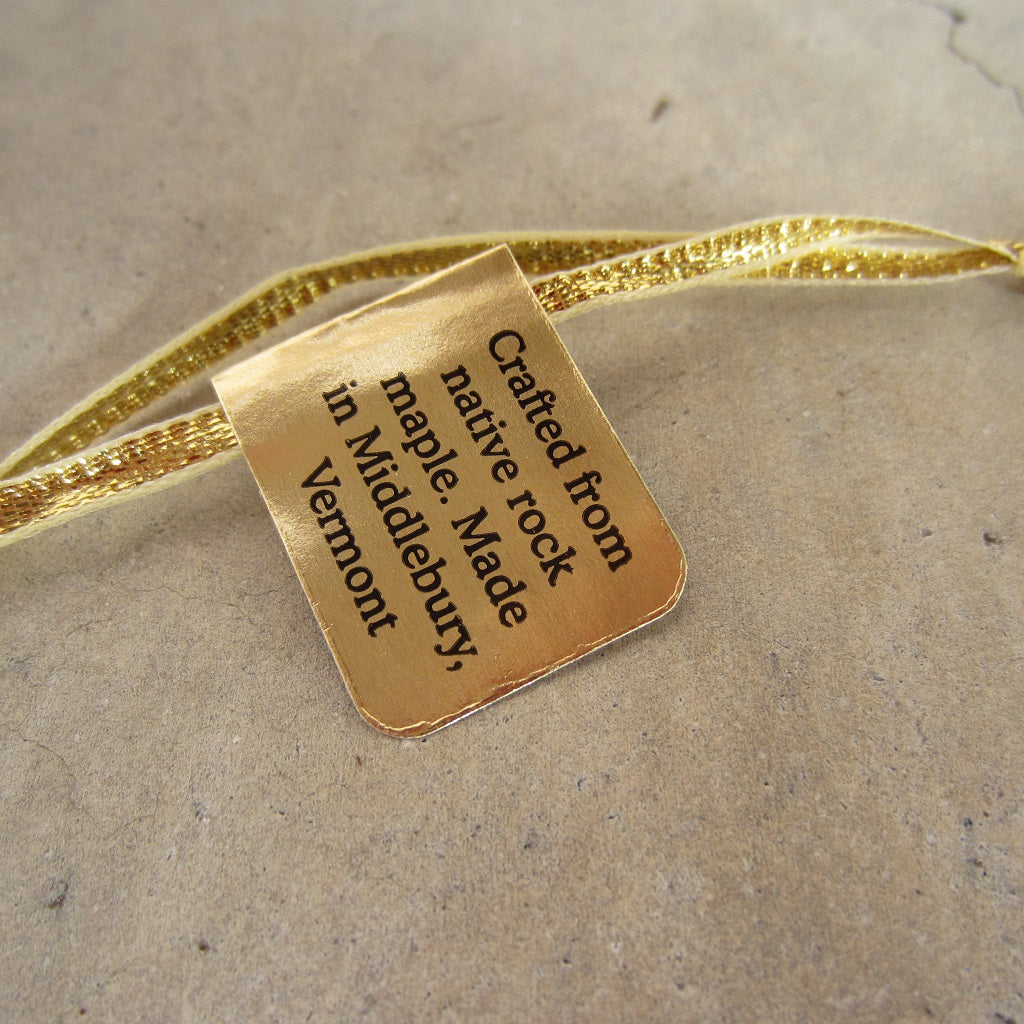 Crafted from
native rock
maple. Made
in Middlebury,
Vermont